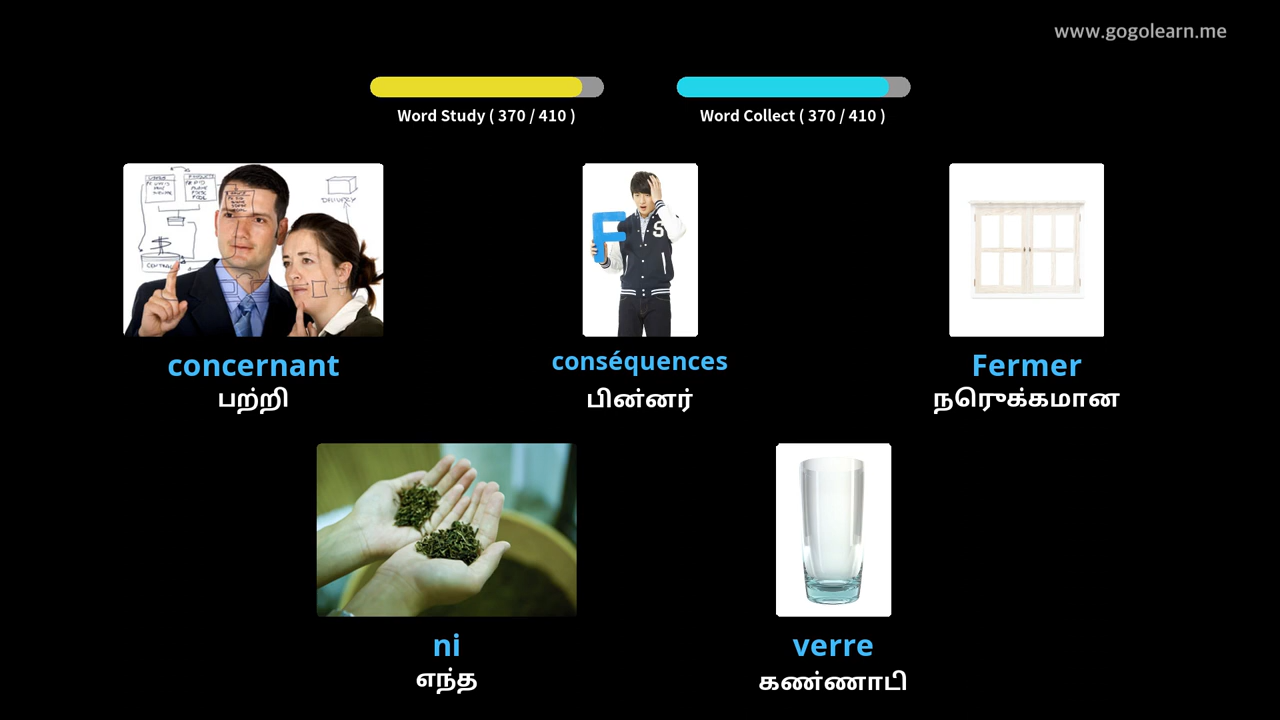 www.gogolearn.me
Word Study ( 370 / 410 )
Word Collect ( 370 / 410 )
concernant
பற்றி
conséquences
பின்னர்
Fermer
நெருக்கமான
ni
எந்த
verre
கண்ணாடி